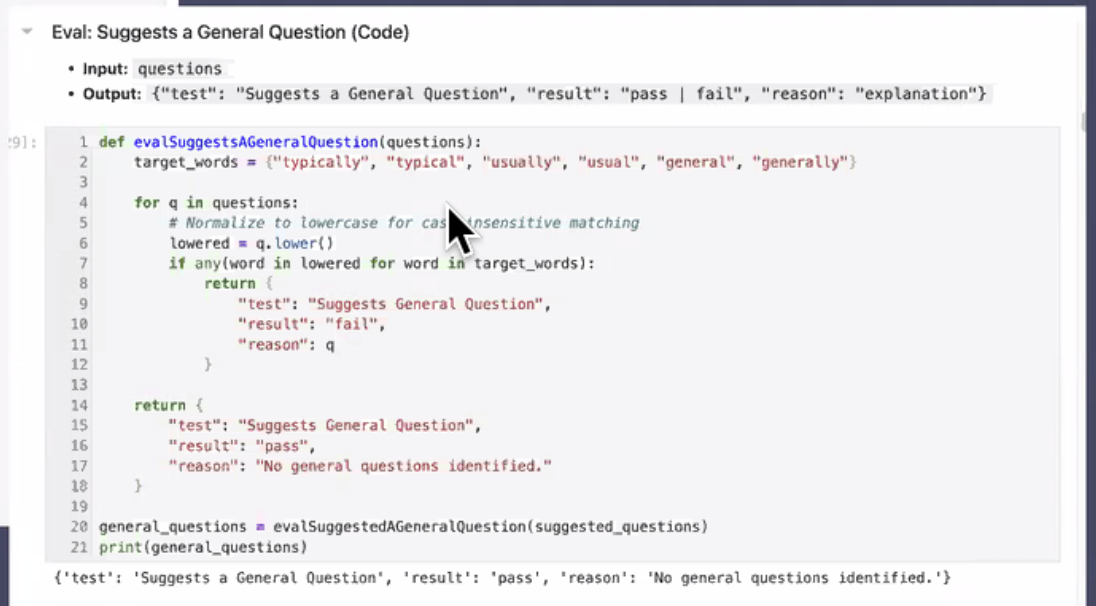 Eval: Suggests a General Question (Code)
• Input: questions
• Output: {"test": "Suggests a General Question", "result": "pass | fail", "reason": "explanation"}
29]:
1 def evalSuggestsAGeneralQuestion(questions):
2     target_words = {"typically", "typical", "usually", "usual", "general", "generally"}
3
4     for q in questions:
5         # Normalize to lowercase for cas insensitive matching
6         lowered = q.lower()
7         if any(word in lowered for word in target_words):
8             return {
9                 "test": "Suggests General Question",
10                 "result": "fail",
11                 "reason": q
12             }
13
14     return {
15         "test": "Suggests General Question",
16         "result": "pass",
17         "reason": "No general questions identified."
18     }
19
20 general_questions = evalSuggestedAGeneralQuestion(suggested_questions)
21 print(general_questions)
{'test': 'Suggests a General Question', 'result': 'pass', 'reason': 'No general questions identified.'}